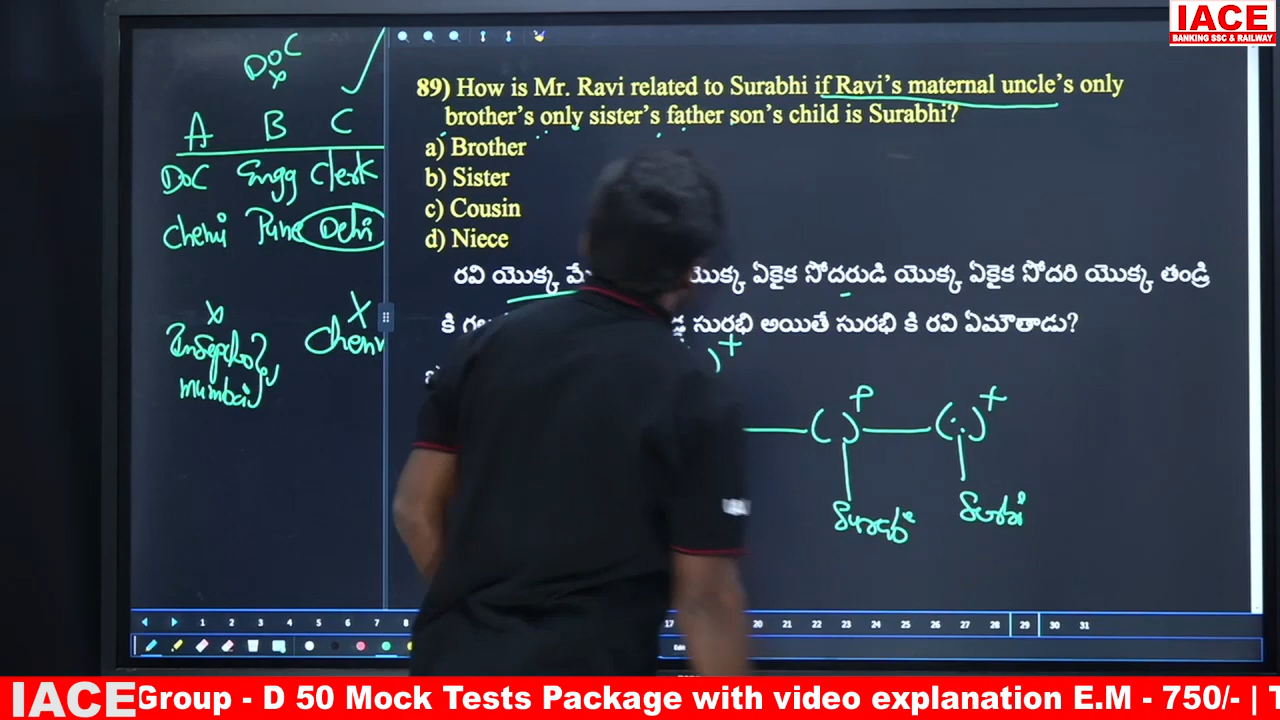 IACE
BANKING SSC & RAILWAY
DOC
A B C
DOC Engg Clerk
Chenni Pune Delhi
mumbai
89) How is Mr. Ravi related to Surabhi if Ravi's maternal uncle's only
brother's only sister's father son's child is Surabhi?
a) Brother
b) Sister
c) Cousin
d) Niece
రవి యొక్క ఏకైక సోదరుడి యొక్క ఏకైక సోదరి యొక్క తండ్రి
కి సురభి అయితే సురభి కి రవి ఏమౌతాడు?
1 2 3 4 5 6 7 8 17 20 21 22 23 24 25 26 27 28 29 30 31
IACE Group - D 50 Mock Tests Package with video explanation E.M - 750/- |